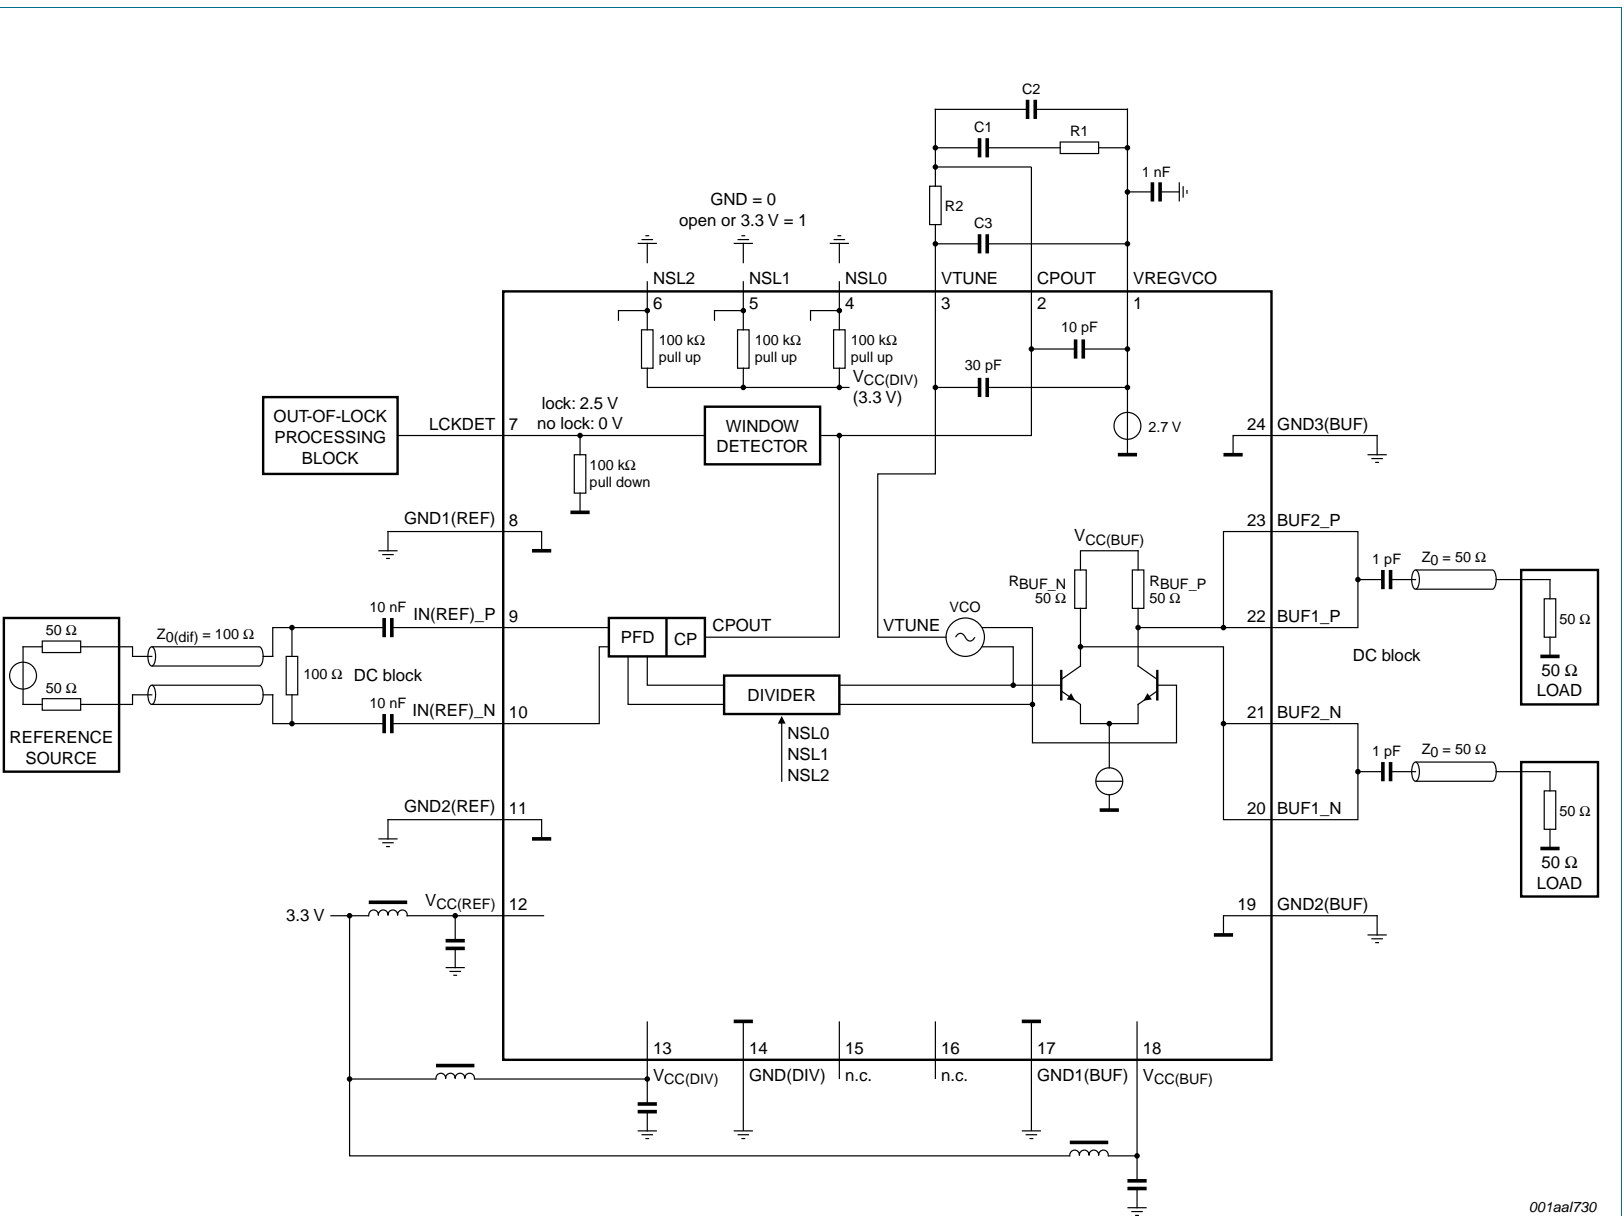 C2
C1
R1
1 nF
GND = 0
open or 3.3 V = 1
R2
C3
NSL2
NSL1
NSL0
VTUNE
CPOUT
VREGVCO
6
5
4
3
2
1
100 kΩ
pull up
100 kΩ
pull up
100 kΩ
pull up
10 pF
30 pF
VCC(DIV)
(3.3 V)
OUT-OF-LOCK
PROCESSING
BLOCK
LCKDET
7
lock: 2.5 V
no lock: 0 V
WINDOW
DETECTOR
2.7 V
24
GND3(BUF)
100 kΩ
pull down
GND1(REF)
8
23
BUF2_P
VCC(BUF)
RBUF_N
50 Ω
RBUF_P
50 Ω
1 pF
Z0 = 50 Ω
50 Ω
50 Ω
LOAD
22
BUF1_P
DC block
10 nF
IN(REF)_P
9
PFD
CP
CPOUT
VTUNE
VCO
50 Ω
Z0(dif) = 100 Ω
100 Ω
DC block
50 Ω
10 nF
IN(REF)_N
10
REFERENCE
SOURCE
DIVIDER
NSL0
NSL1
NSL2
21
BUF2_N
1 pF
Z0 = 50 Ω
50 Ω
50 Ω
LOAD
20
BUF1_N
GND2(REF)
11
3.3 V
VCC(REF)
12
19
GND2(BUF)
13
14
15
16
17
18
VCC(DIV)
GND(DIV)
n.c.
n.c.
GND1(BUF)
VCC(BUF)
001aal730